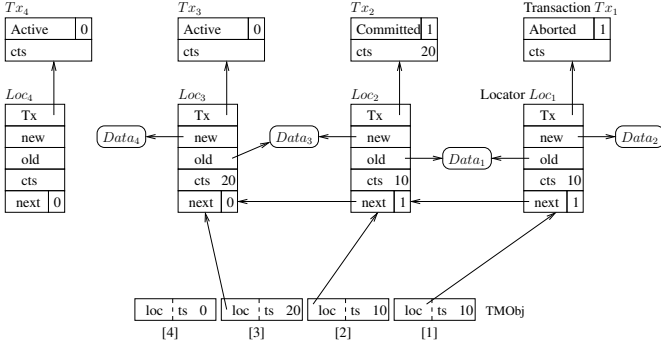 Tx4 Tx3 Tx2 Transaction Tx1
Active 0 Active 0 Committed 1 Aborted 1
cts cts cts 20 cts
Loc4 Loc3 Loc2 Locator Loc1
Tx Tx Tx Tx
new Data4 new Data3 new new Data2
old old old Data1 old
cts cts 20 cts 10 cts 10
next 0 next 0 next 1 next 1
loc ts 0 loc ts 20 loc ts 10 loc ts 10 TMObj
[4] [3] [2] [1]